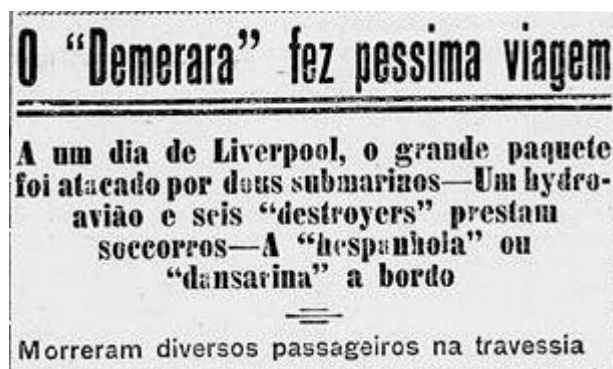 O “Demerara” fez pessima viagem
A um dia de Liverpool, o grande paquete
foi atacado por dous submarinos—Um hydro-
avião e seis “destroyers” prestam
soccorros—A “hespanhola” ou
“dansarina” a bordo
Morreram diversos passageiros na travessia